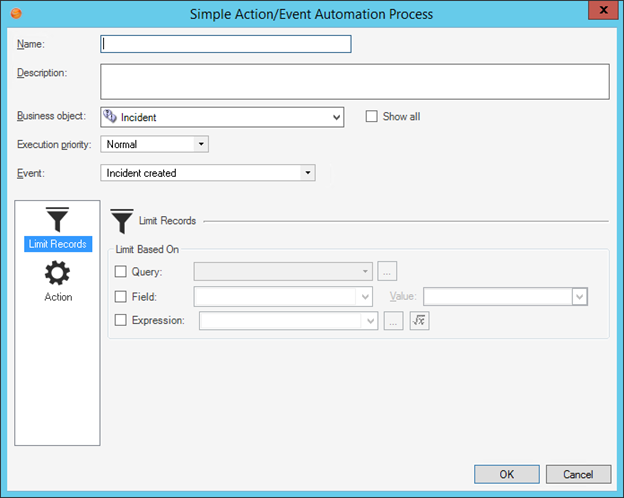 Simple Action/Event Automation Process
x
Name:
Description:
Business object: Incident Show all
Execution priority: Normal
Event: Incident created
Limit Records
Limit Records
Action
Limit Based On
Query: ...
Field: Value:
Expression: ... √x
OK Cancel